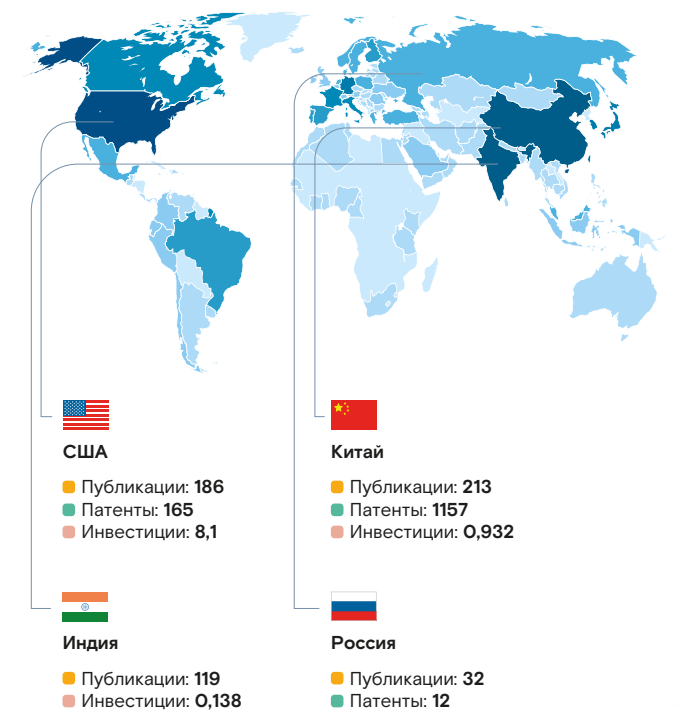 США
Публикации: 186
Патенты: 165
Инвестиции: 8,1
Китай
Публикации: 213
Патенты: 1157
Инвестиции: 0,932
Индия
Публикации: 119
Инвестиции: 0,138
Россия
Публикации: 32
Патенты: 12